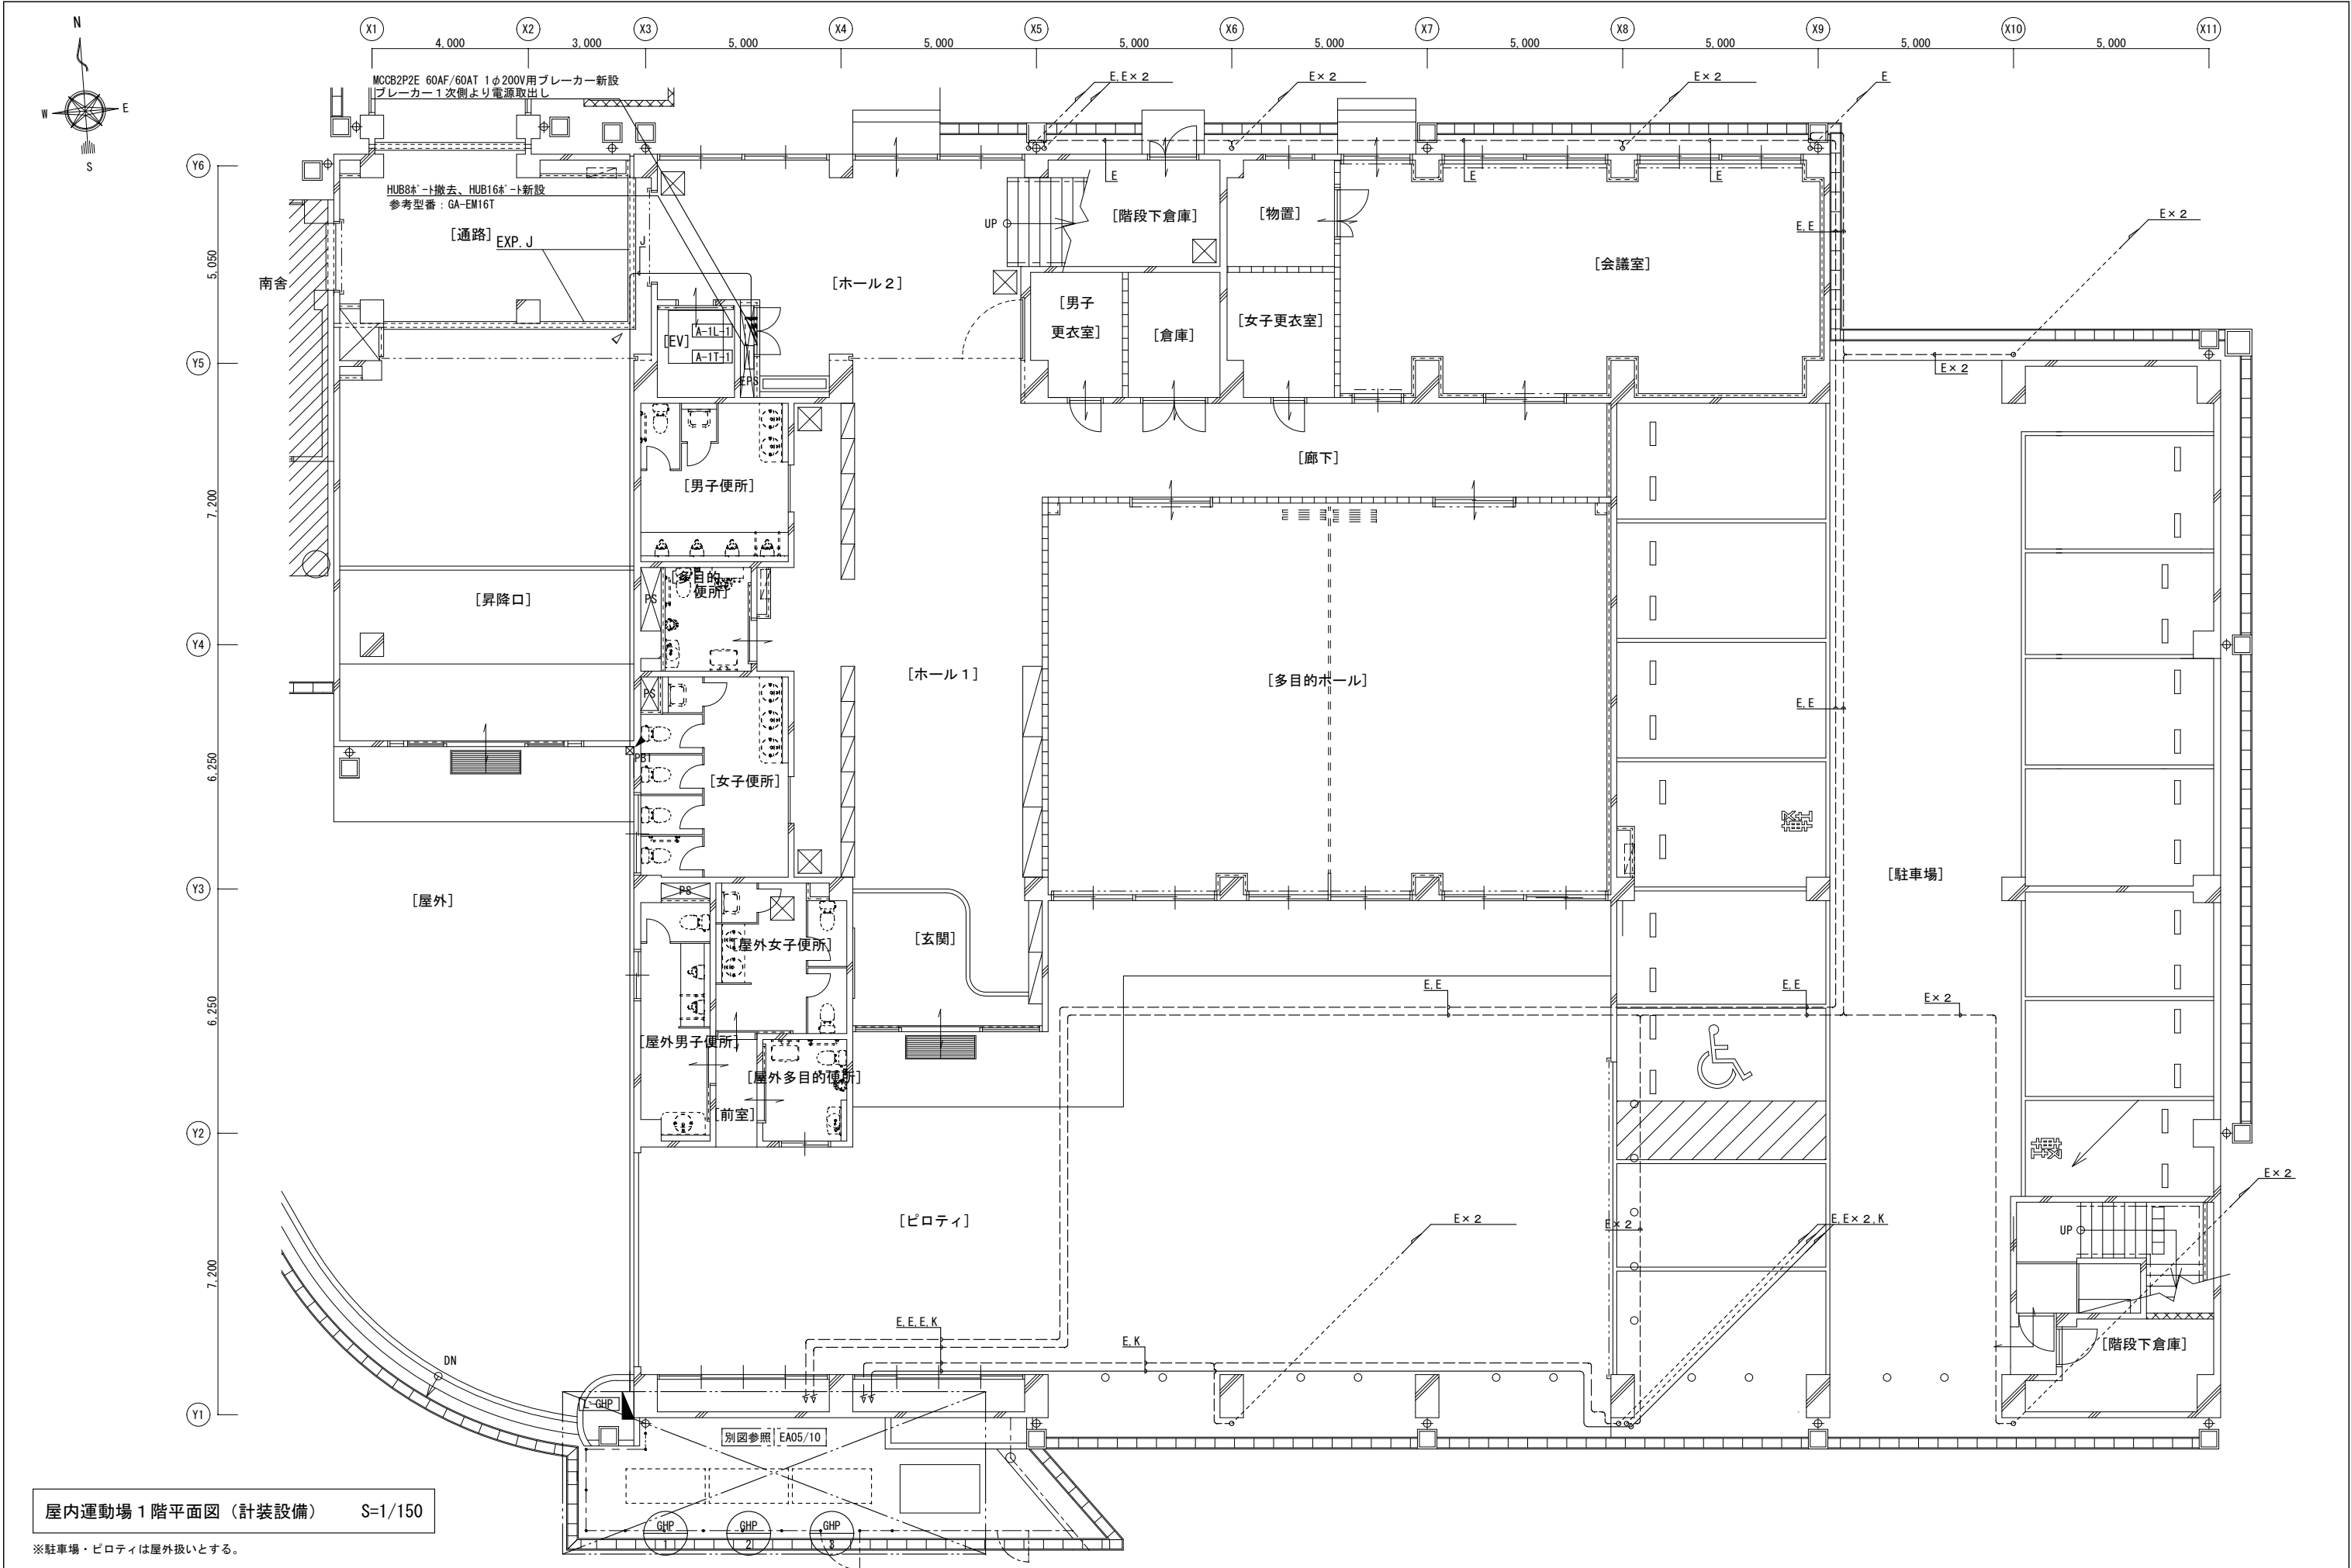 N
W
E
S
X1
X2
X3
X4
X5
X6
X7
X8
X9
X10
X11
4,000
3,000
5,000
5,000
5,000
5,000
5,000
5,000
5,000
5,000
MCCB2P2E 60AF/60AT 1φ200V用ブレーカー新設
ブレーカー1次側より電源取出し
E,E×2
E×2
E×2
E
Y6
HUB8ﾎﾟｰﾄ撤去、HUB16ﾎﾟｰﾄ新設
参考型番：GA-EM16T
E
E
E
[通路]
EXP.J
J
UP
[階段下倉庫]
[物置]
E×2
E,E
5,050
南舎
[ホール2]
[会議室]
[男子
更衣室]
[倉庫]
[女子更衣室]
[EV]
A-1L-1
A-1T-1
EPS
Y5
E×2
[廊下]
7,200
[男子便所]
[多目的
便所]
PS
[昇降口]
Y4
[ホール1]
[多目的ホール]
PS
E,E
PB1
6,250
[女子便所]
軽
Y3
PS
[屋外]
[駐車場]
[屋外女子便所]
[玄関]
E,E
E,E
E×2
6,250
[屋外男子便所]
[屋外多目的便所]
[前室]
Y2
軽
E×2
[ピロティ]
E×2
E×2
E,E×2,K
UP
7,200
E,E,E,K
E,K
[階段下倉庫]
DN
L-GHP
Y1
別図参照 EA05/10
GHP
1
GHP
2
GHP
3
屋内運動場1階平面図（計装設備） S=1/150
※駐車場・ピロティは屋外扱いとする。